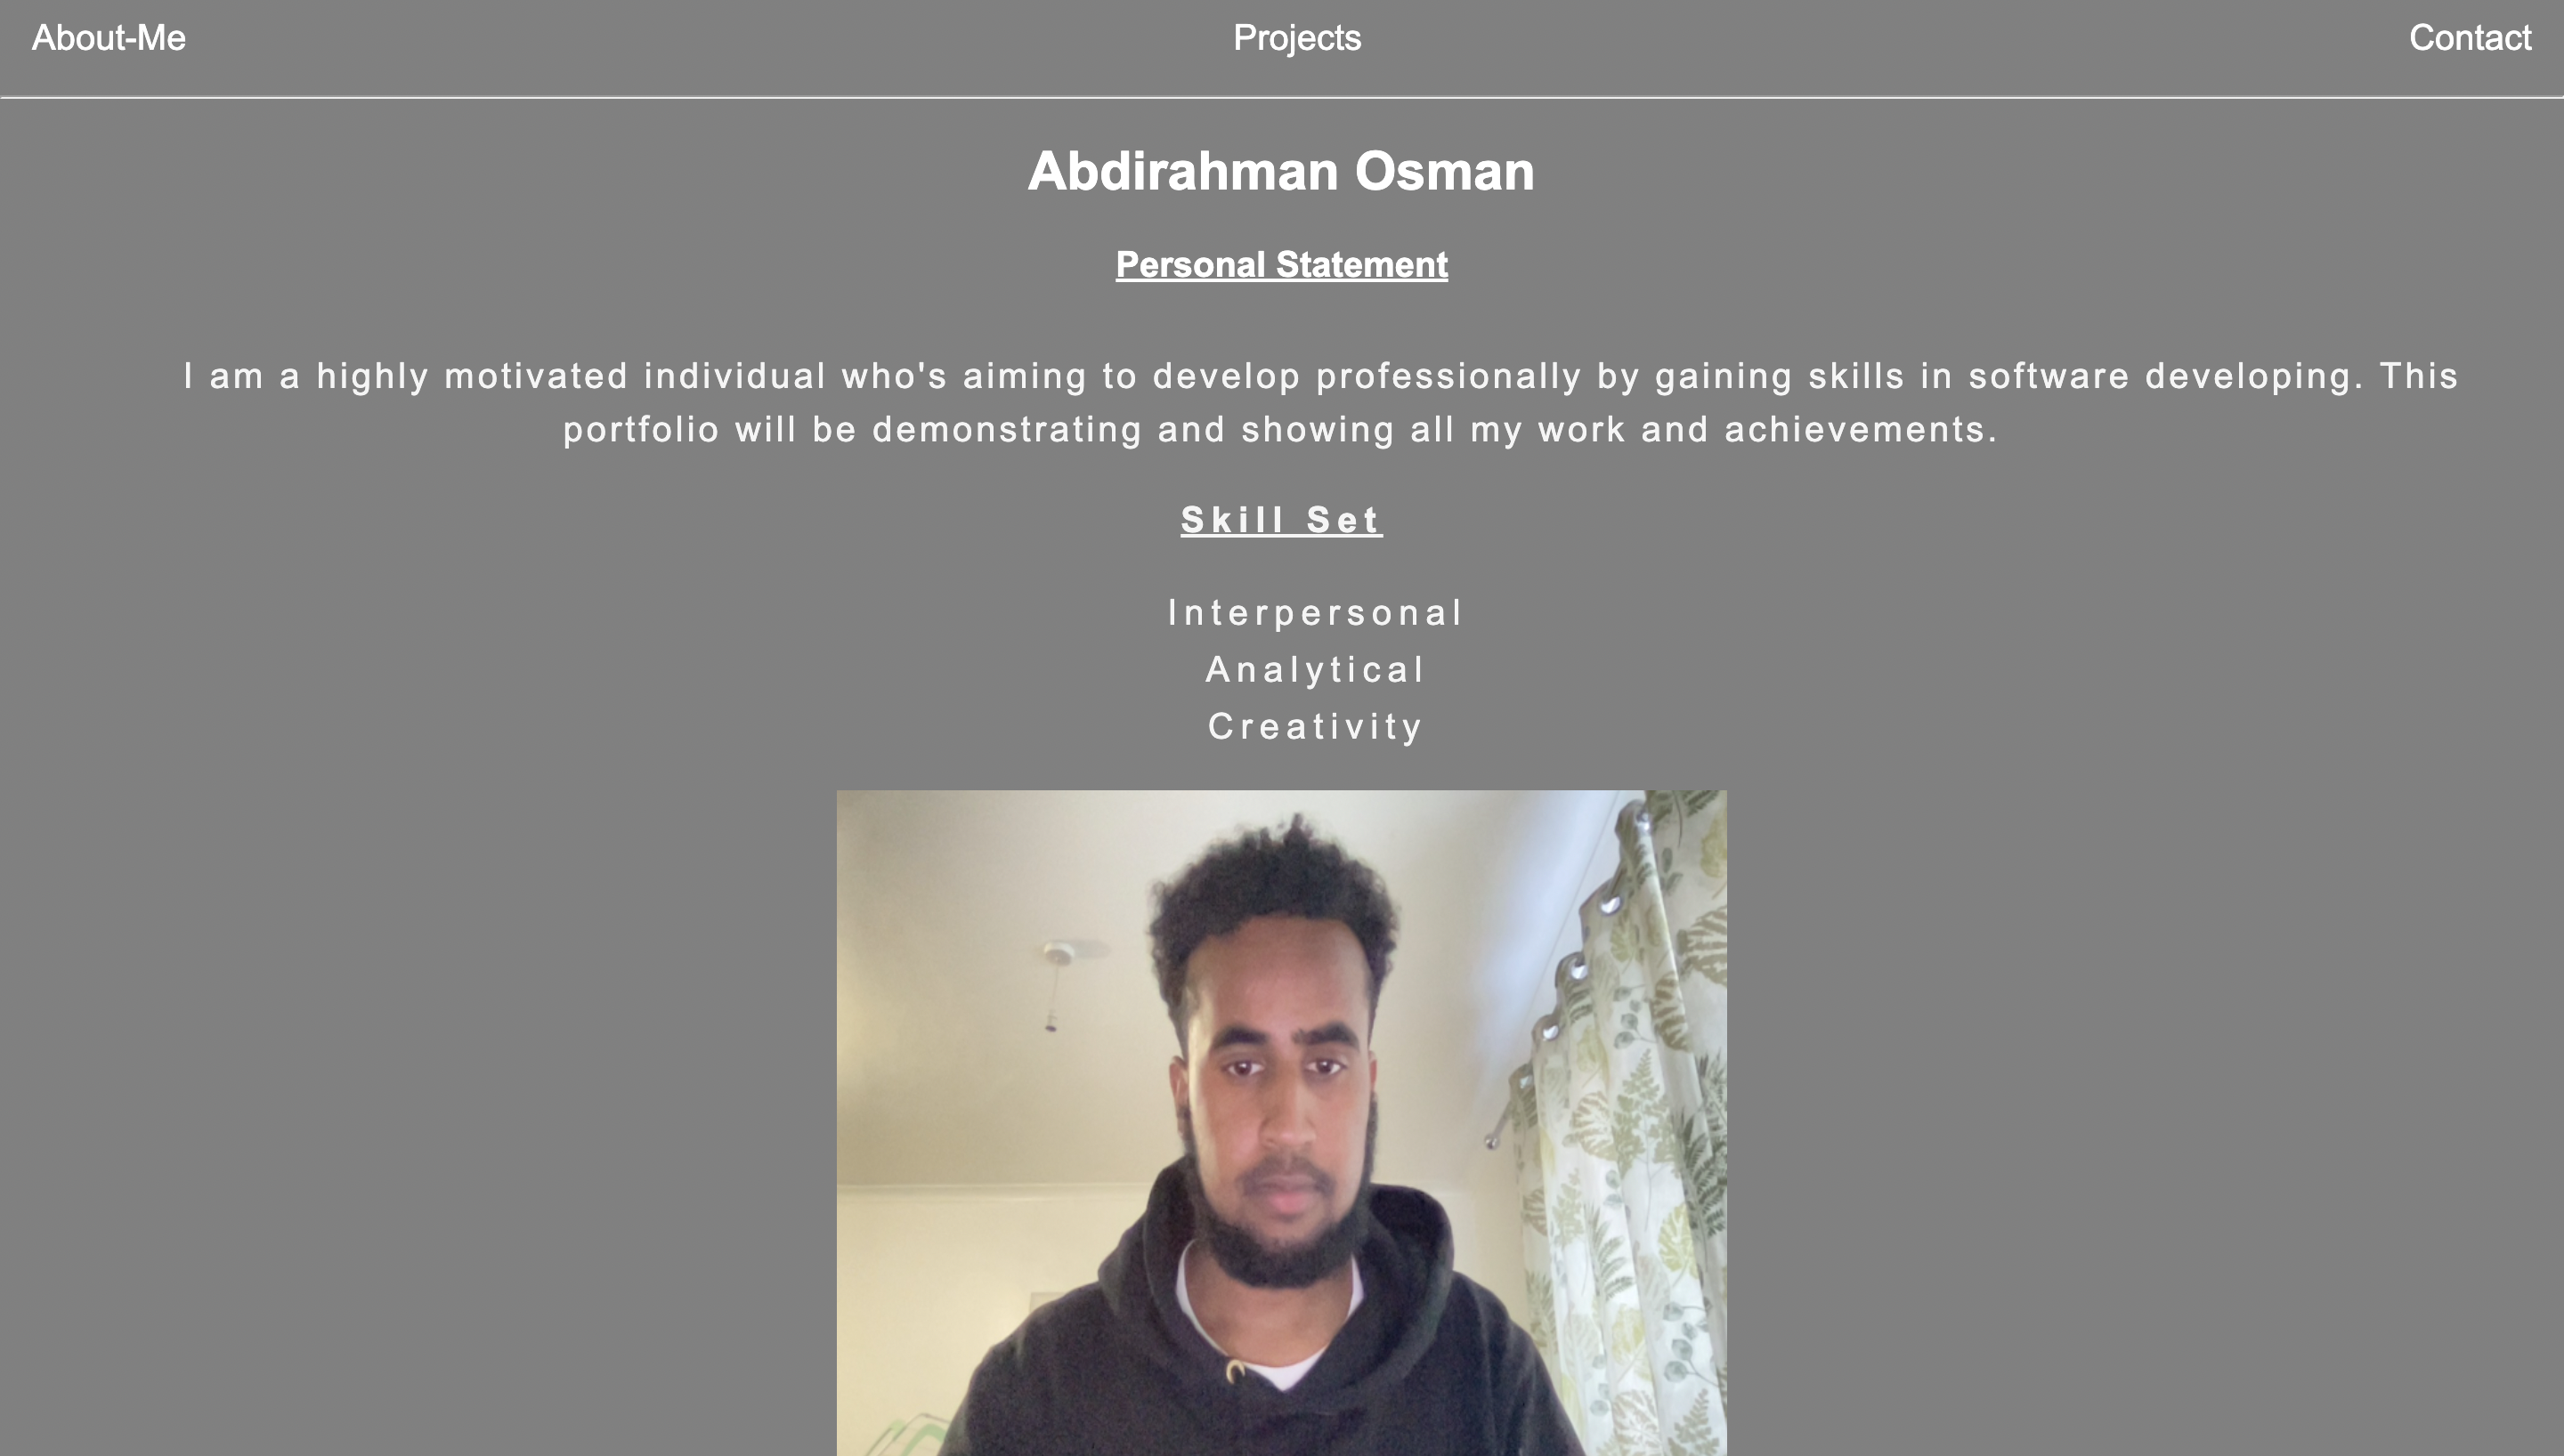 About-Me Projects Contact
Abdirahman Osman
Personal Statement
I am a highly motivated individual who's aiming to develop professionally by gaining skills in software developing. This
portfolio will be demonstrating and showing all my work and achievements.
Skill Set
Interpersonal
Analytical
Creativity